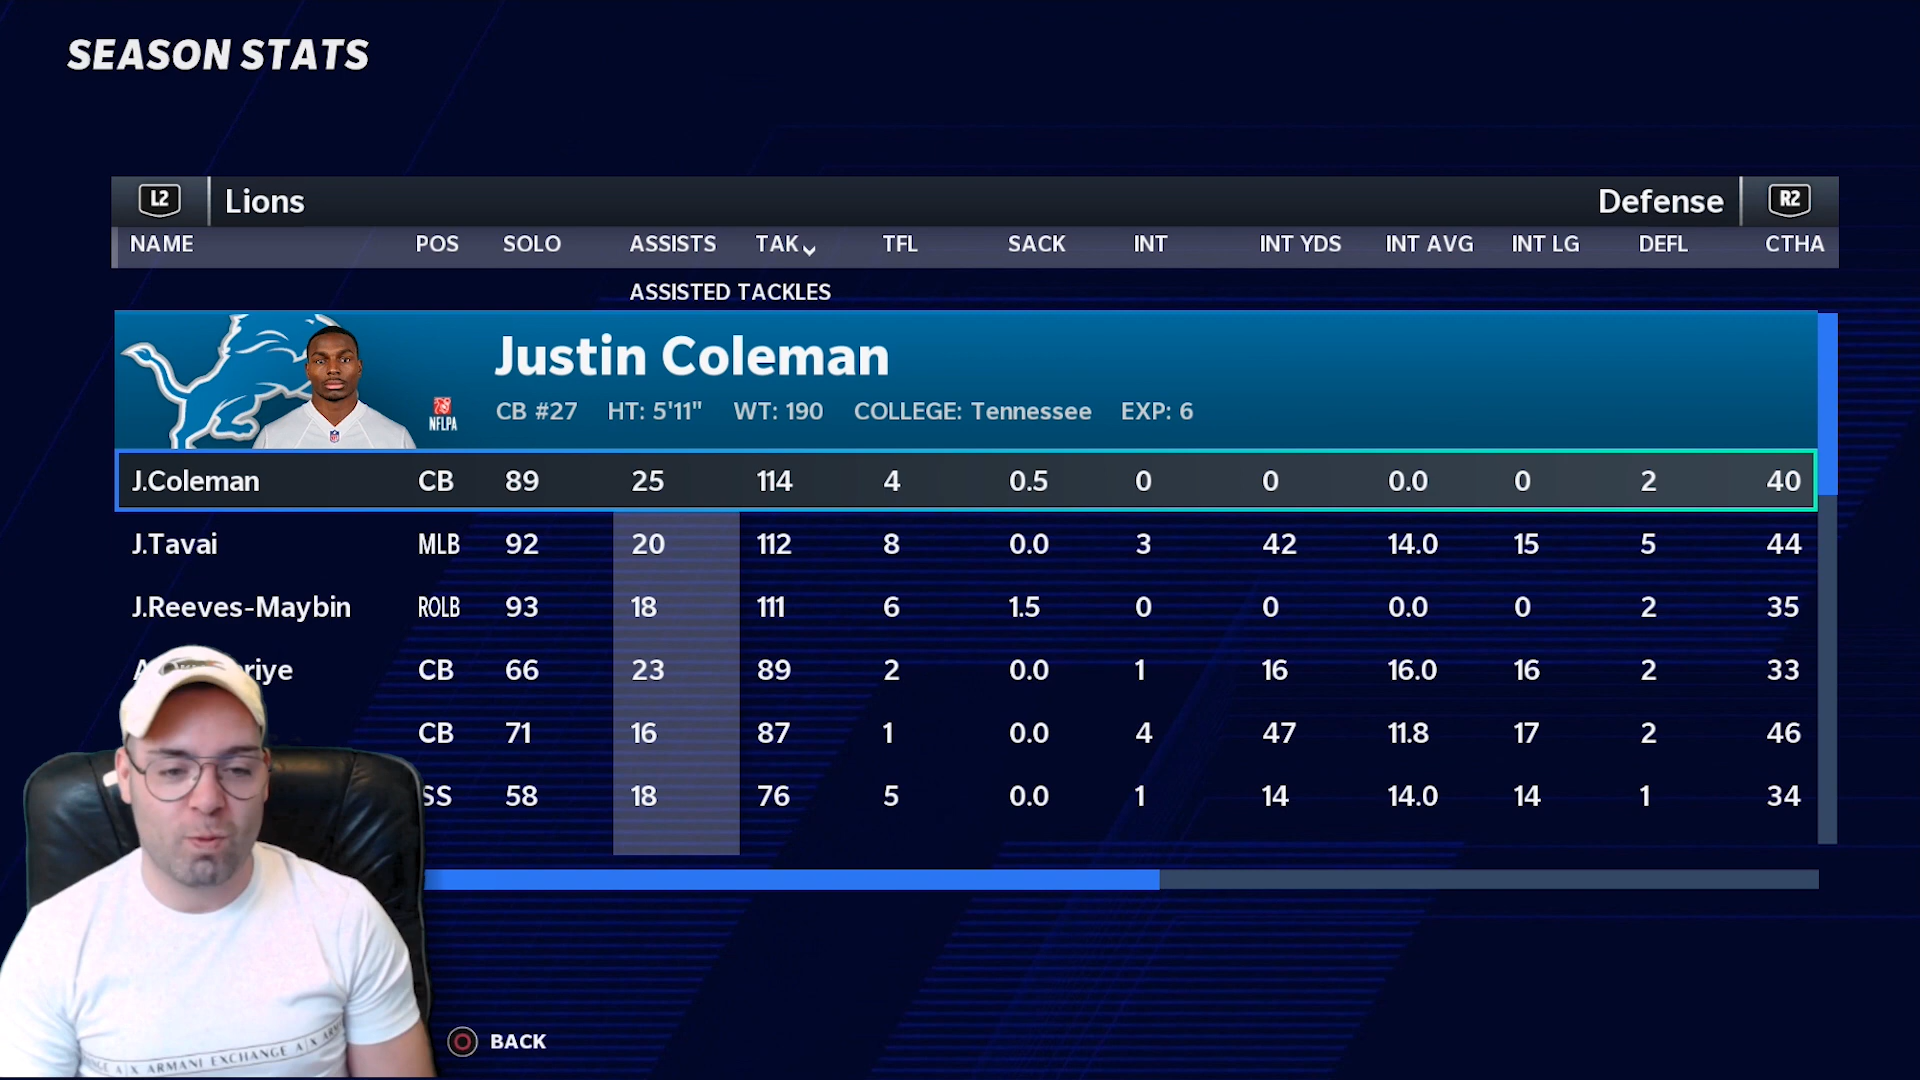 SEASON STATS
L2 Lions Defense R2
NAME POS SOLO ASSISTS TAK TFL SACK INT INT YDS INT AVG INT LG DEFL CTHA
ASSISTED TACKLES
Justin Coleman
NFLPA CB #27 HT: 5'11" WT: 190 COLLEGE: Tennessee EXP: 6
J.Coleman CB 89 25 114 4 0.5 0 0 0.0 0 2 40
J.Tavai MLB 92 20 112 8 0.0 3 42 14.0 15 5 44
J.Reeves-Maybin ROLB 93 18 111 6 1.5 0 0 0.0 0 2 35
CB 66 23 89 2 0.0 1 16 16.0 16 2 33
CB 71 16 87 1 0.0 4 47 11.8 17 2 46
SS 58 18 76 5 0.0 1 14 14.0 14 1 34
BACK
A|X ARMANI EXCHANGE A|X